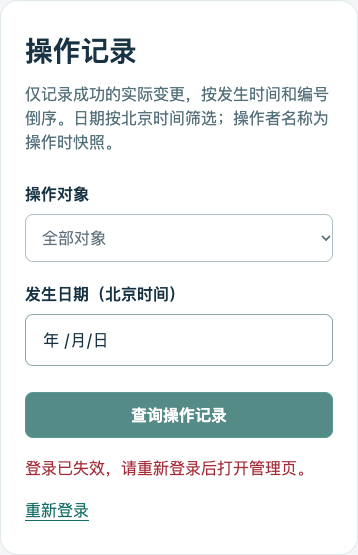 操作记录
仅记录成功的实际变更，按发生时间和编号
倒序。日期按北京时间筛选；操作者名称为
操作时快照。
操作对象
全部对象
发生日期（北京时间）
年 /月/日
查询操作记录
登录已失效，请重新登录后打开管理页。
重新登录